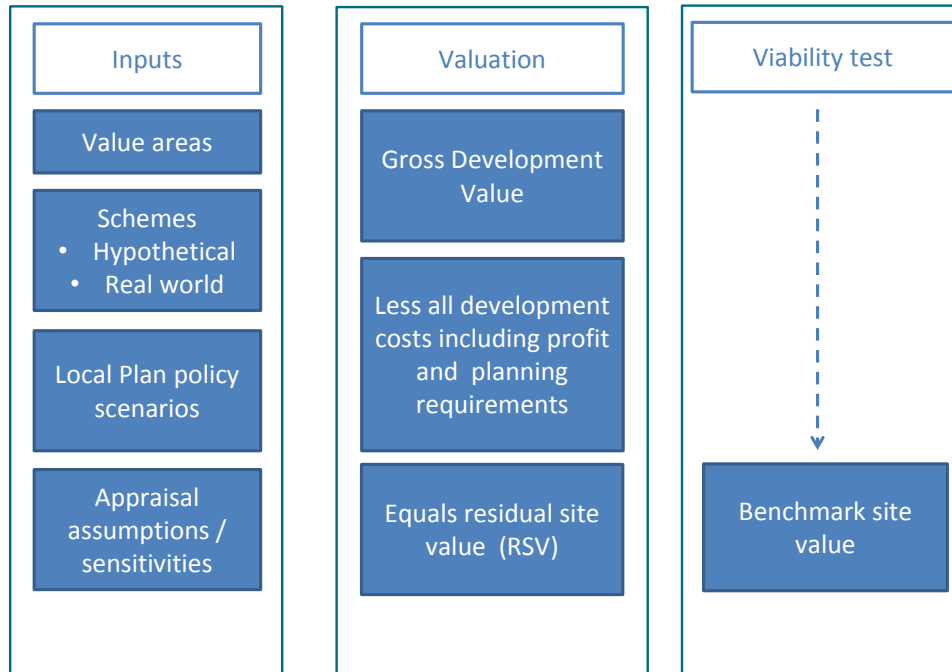 Inputs
Value areas
Schemes
• Hypothetical
• Real world
Local Plan policy
scenarios
Appraisal
assumptions /
sensitivities
Valuation
Gross Development
Value
Less all development
costs including profit
and planning
requirements
Equals residual site
value (RSV)
Viability test
Benchmark site
value